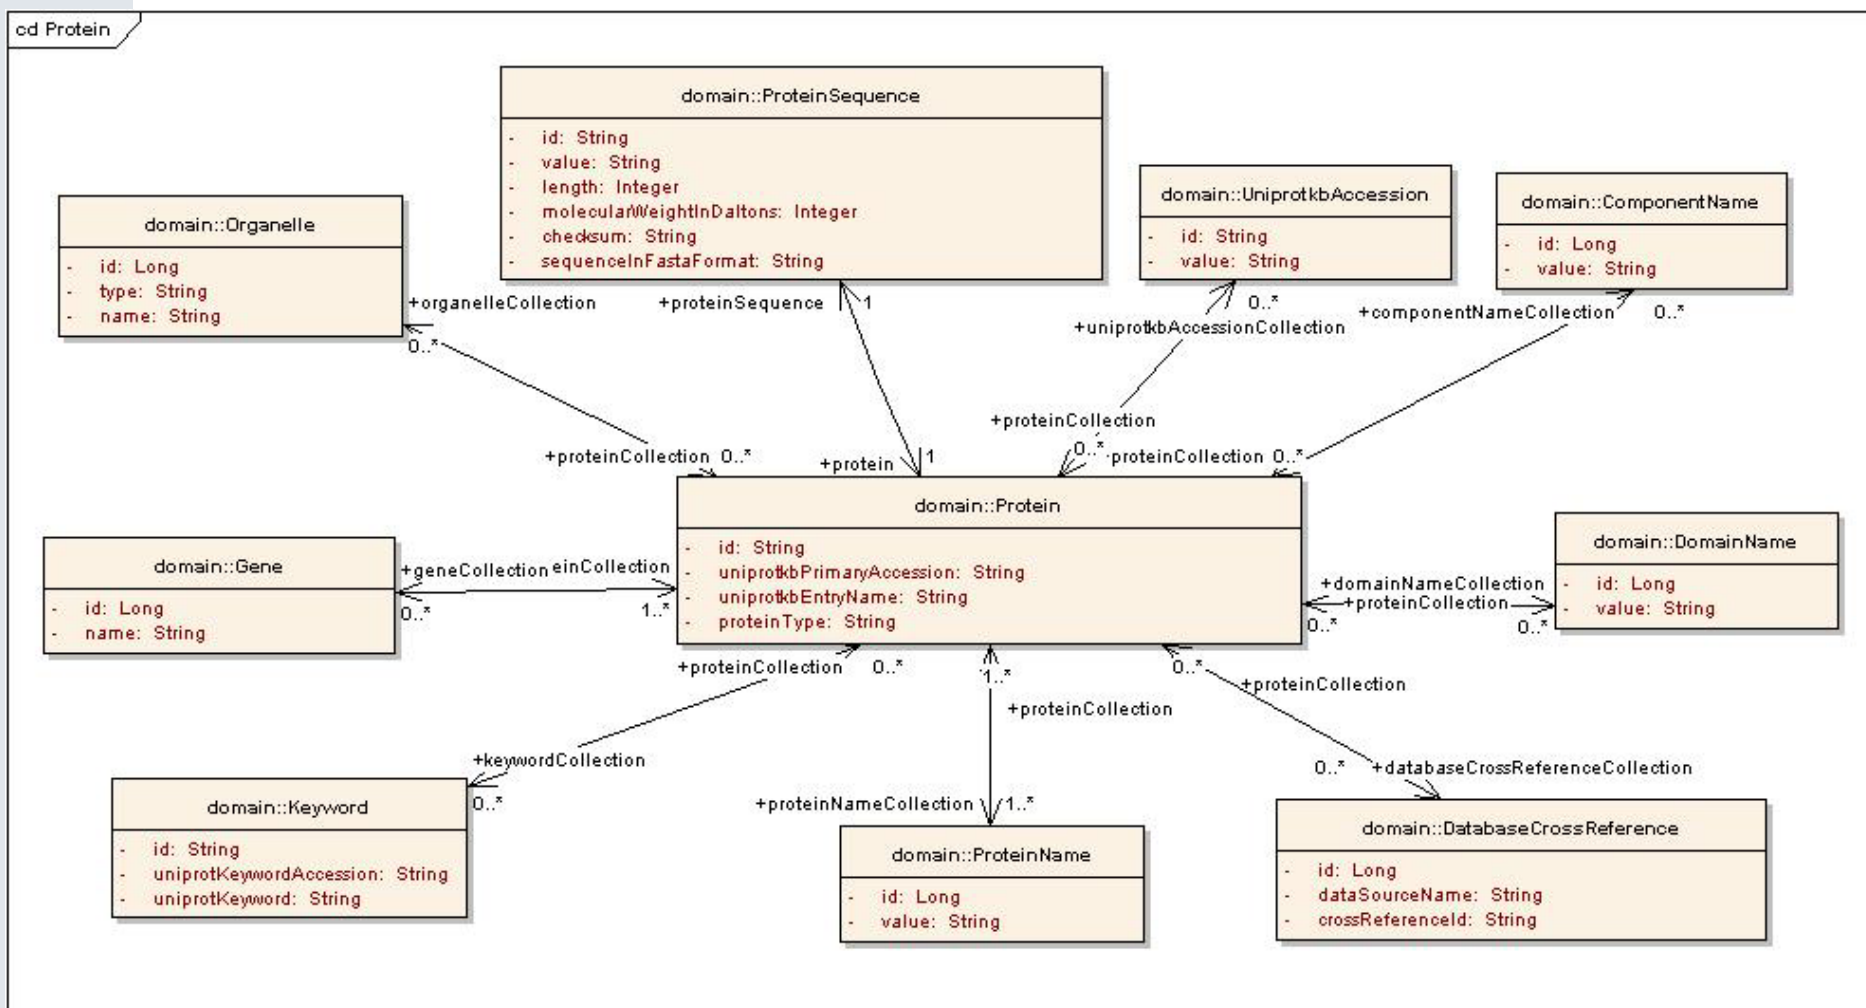 cd Protein
domain::ProteinSequence
- id: String
- value: String
- length: Integer
- molecularWeightInDaltons: Integer
- checksum: String
- sequenceInFastaFormat: String
domain::UniprotkbAccession
- id: String
- value: String
domain::ComponentName
- id: Long
- value: String
domain::Organelle
- id: Long
- type: String
- name: String
+organelleCollection
0..*
+proteinSequence
1
0..*
+uniprotkbAccessionCollection
+componentNameCollection
0..*
+proteinCollection 0..*
+protein
1
+proteinCollection
0..*
proteinCollection 0..*
domain::Protein
- id: String
- uniprotkbPrimaryAccession: String
- uniprotkbEntryName: String
- proteinType: String
domain::Gene
- id: Long
- name: String
+geneCollection
einCollection
0..*
1..*
domain::DomainName
- id: Long
- value: String
+domainNameCollection
+proteinCollection
0..*
0..*
+proteinCollection
0..*
1..*
+proteinCollection
0..*
+proteinCollection
+keywordCollection
0..*
domain::Keyword
- id: String
- uniprotKeywordAccession: String
- uniprotKeyword: String
+proteinNameCollection
1..*
domain::ProteinName
- id: Long
- value: String
0..*
+databaseCrossReferenceCollection
domain::DatabaseCrossReference
- id: Long
- dataSourceName: String
- crossReferenceId: String